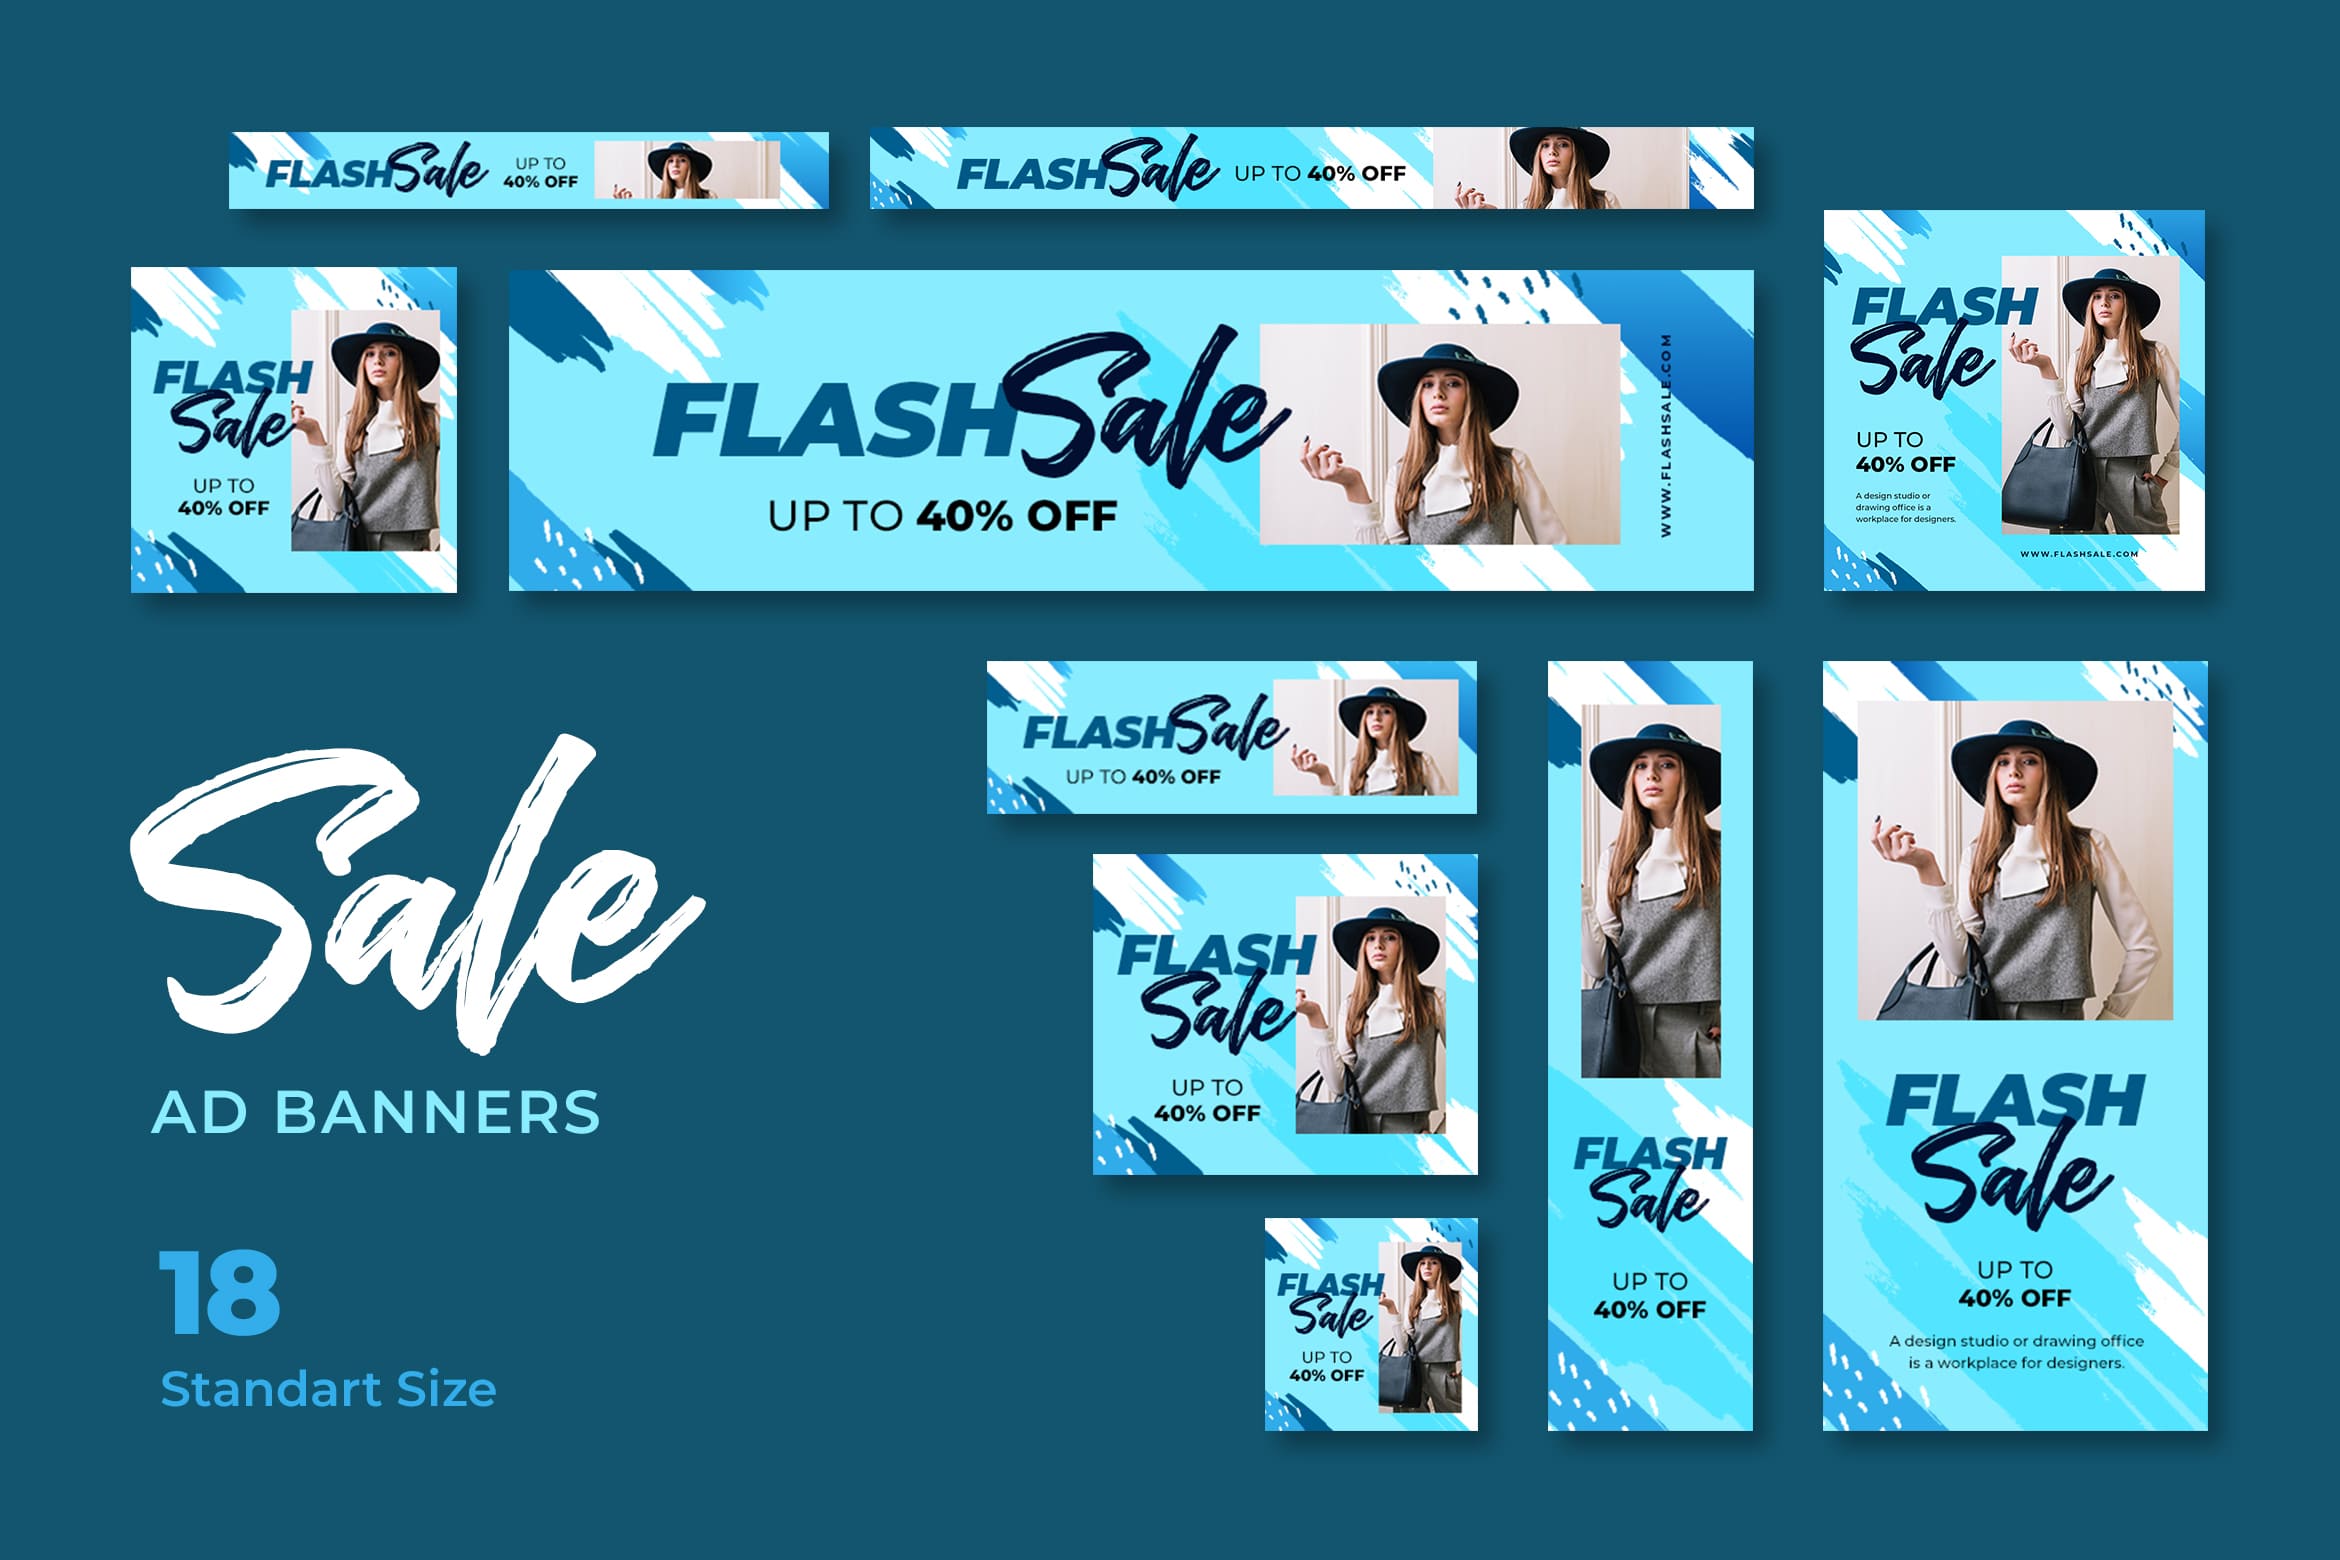 FLASH Sale
UP TO
40% OFF
FLASH Sale UP TO 40% OFF
FLASH
Sale
UP TO
40% OFF
FLASH Sale
UP TO 40% OFF
WWW.FLASHSALE.COM
FLASH
Sale
UP TO
40% OFF
A design studio or
drawing office is a
workplace for designers.
WWW.FLASHSALE.COM
Sale
AD BANNERS
18
Standart Size
FLASH Sale
UP TO 40% OFF
FLASH
Sale
UP TO
40% OFF
FLASH
Sale
UP TO
40% OFF
FLASH
Sale
UP TO
40% OFF
FLASH
Sale
UP TO
40% OFF
A design studio or drawing office
is a workplace for designers.